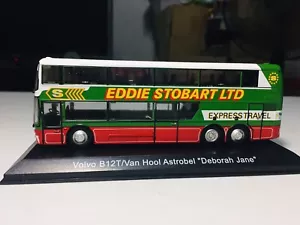 S
EDDIE STOBART LTD
EXPRESS TRAVEL
Volvo B12T/Van Hool Astrobel "Deborah Jane"